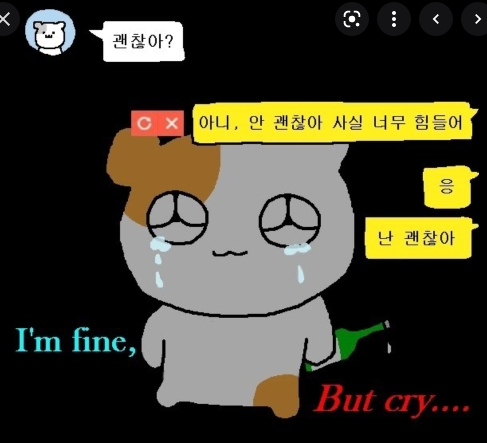 괜찮아?
아니, 안 괜찮아 사실 너무 힘들어
응
난 괜찮아
I'm fine,
But cry....